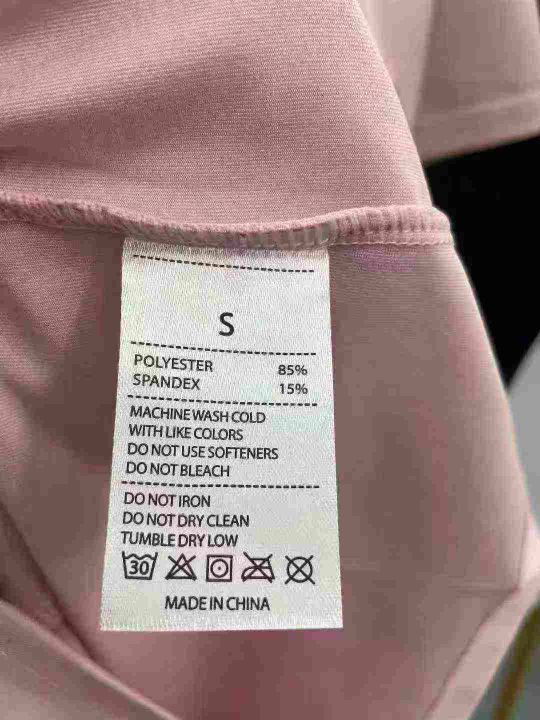 S
POLYESTER 85%
SPANDEX 15%
MACHINE WASH COLD
WITH LIKE COLORS
DO NOT USE SOFTENERS
DO NOT BLEACH
DO NOT IRON
DO NOT DRY CLEAN
TUMBLE DRY LOW
30
MADE IN CHINA